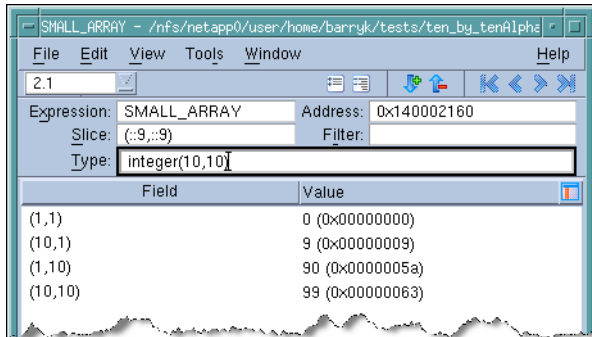 SMALL_ARRAY - /nfs/netapp0/user/home/barryk/tests/ten_by_tenAlpha
File Edit View Tools Window Help
2.1
Expression: SMALL_ARRAY Address: 0x140002160
Slice: (::9,::9) Filter:
Type: integer(10,10)
Field Value
(1,1) 0 (0x00000000)
(10,1) 9 (0x00000009)
(1,10) 90 (0x0000005a)
(10,10) 99 (0x00000063)